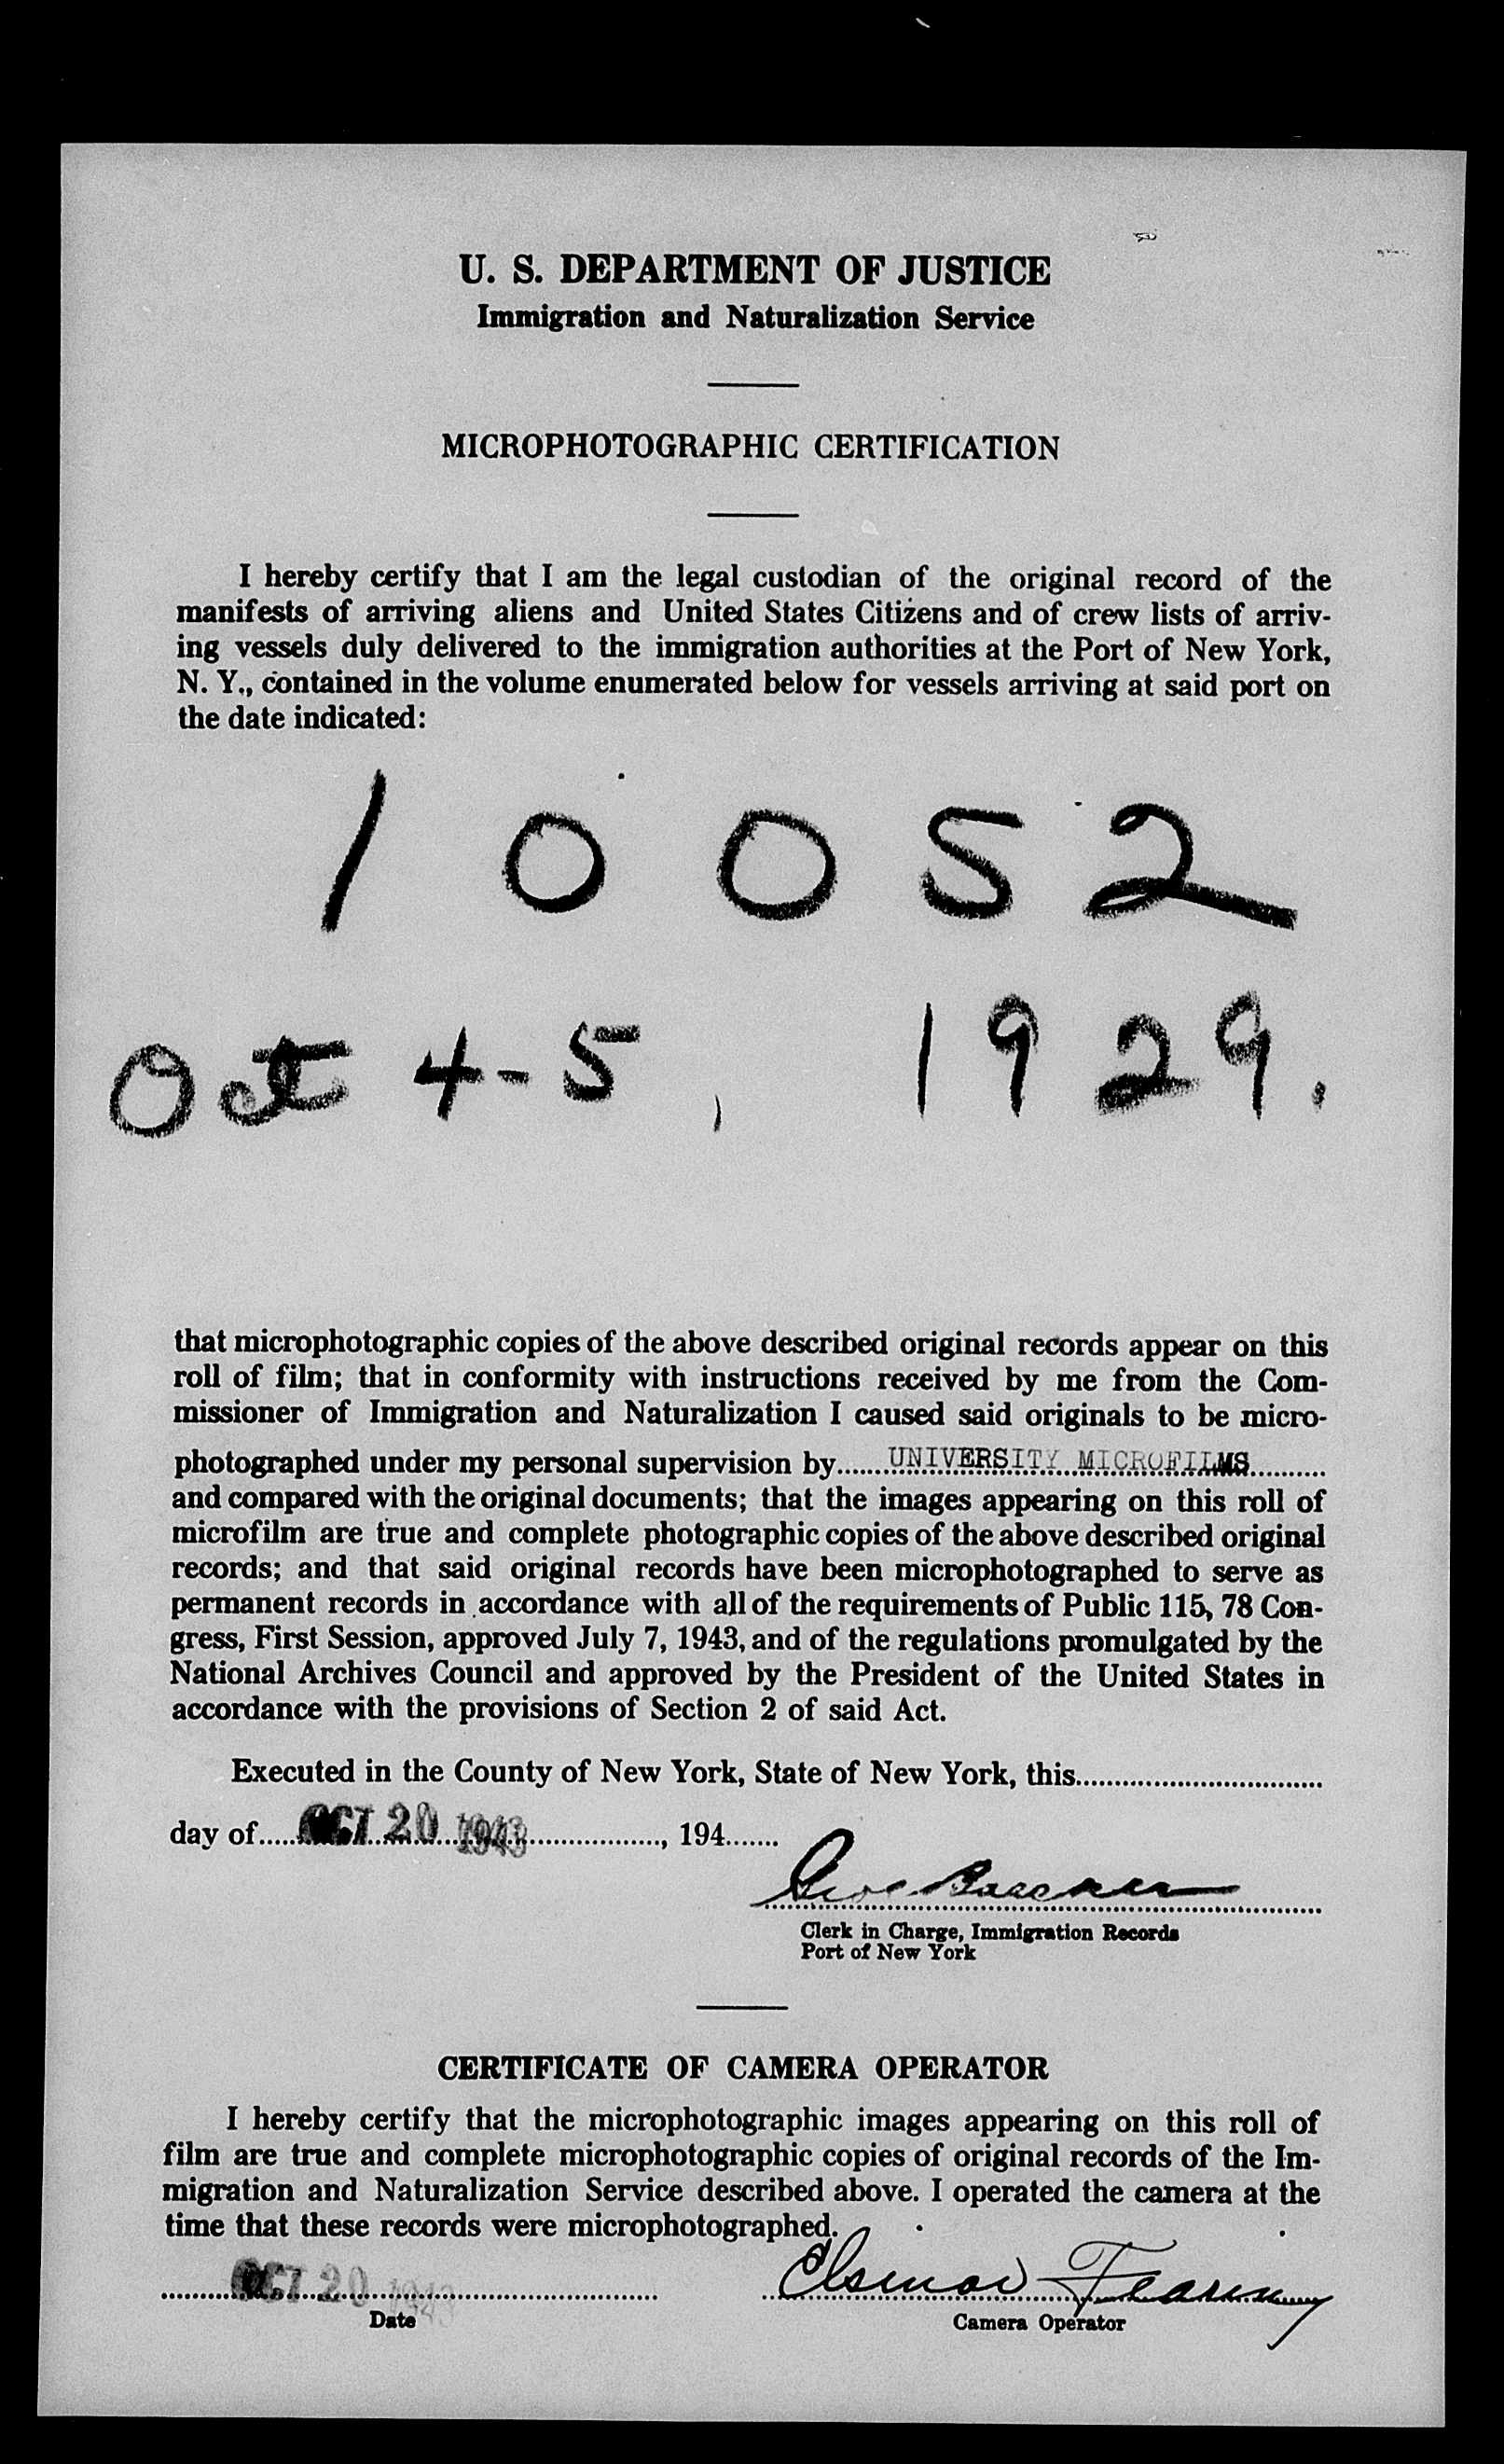 U. S. DEPARTMENT OF JUSTICE
Immigration and Naturalization Service
MICROPHOTOGRAPHIC CERTIFICATION
I hereby certify that I am the legal custodian of the original record of the
manifests of arriving aliens and United States Citizens and of crew lists of arriv-
ing vessels duly delivered to the immigration authorities at the Port of New York,
N. Y., contained in the volume enumerated below for vessels arriving at said port on
the date indicated:
10052
Oct 4-5, 1929.
that microphotographic copies of the above described original records appear on this
roll of film; that in conformity with instructions received by me from the Com-
missioner of Immigration and Naturalization I caused said originals to be micro-
photographed under my personal supervision by UNIVERSITY MICROFILMS
and compared with the original documents; that the images appearing on this roll of
microfilm are true and complete photographic copies of the above described original
records; and that said original records have been microphotographed to serve as
permanent records in accordance with all of the requirements of Public 115, 78 Con-
gress, First Session, approved July 7, 1943, and of the regulations promulgated by the
National Archives Council and approved by the President of the United States in
accordance with the provisions of Section 2 of said Act.
Executed in the County of New York, State of New York, this
day of OCT 20 1943, 194
Clerk in Charge, Immigration Records
Port of New York
CERTIFICATE OF CAMERA OPERATOR
I hereby certify that the microphotographic images appearing on this roll of
film are true and complete microphotographic copies of original records of the Im-
migration and Naturalization Service described above. I operated the camera at the
time that these records were microphotographed.
OCT 20 1943
Date
Camera Operator